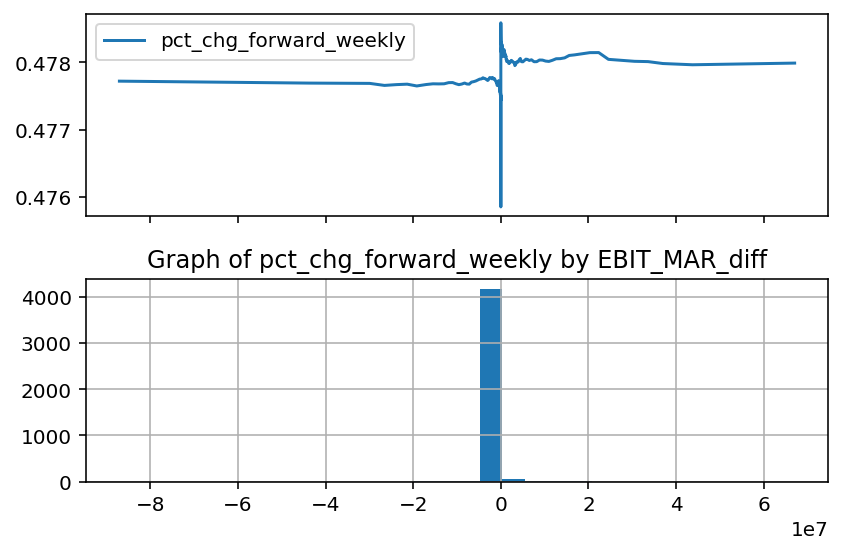 pct_chg_forward_weekly
0.478
0.477
0.476
Graph of pct_chg_forward_weekly by EBIT_MAR_diff
4000
3000
2000
1000
0
−8 −6 −4 −2 0 2 4 6
1e7